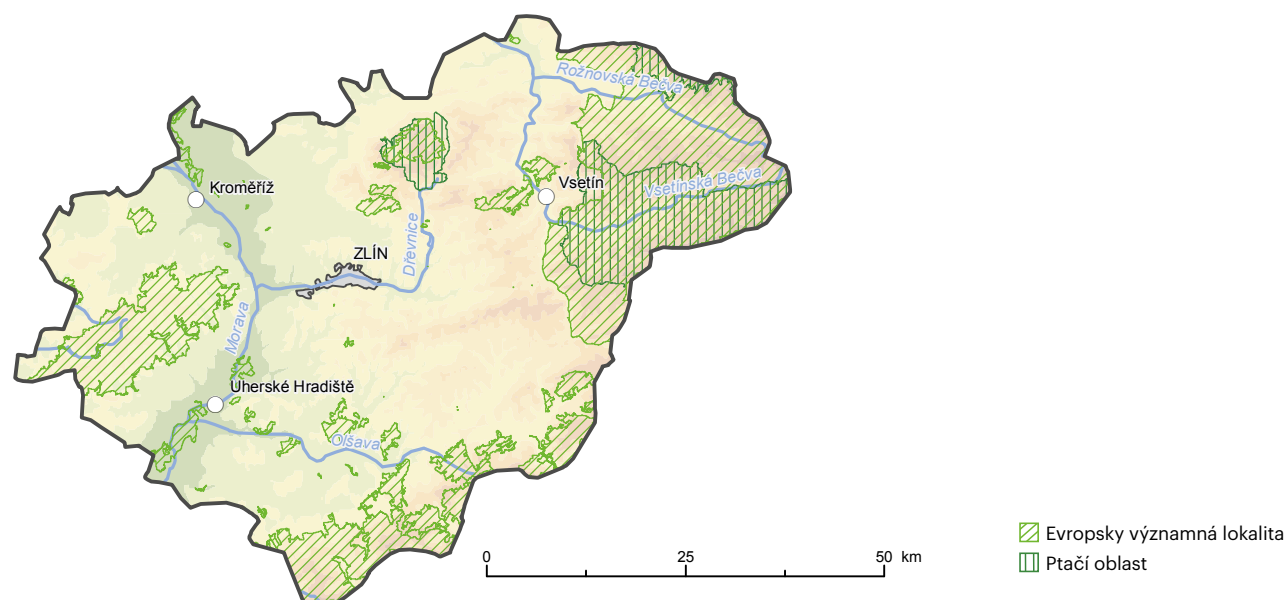 Rožnovská Bečva
Kroměříž
Vsetín
Vsetínská Bečva
Dřevnice
ZLÍN
Morava
Uherské Hradiště
Olšava
0 25 50 km
Evropsky významná lokalita
Ptačí oblast